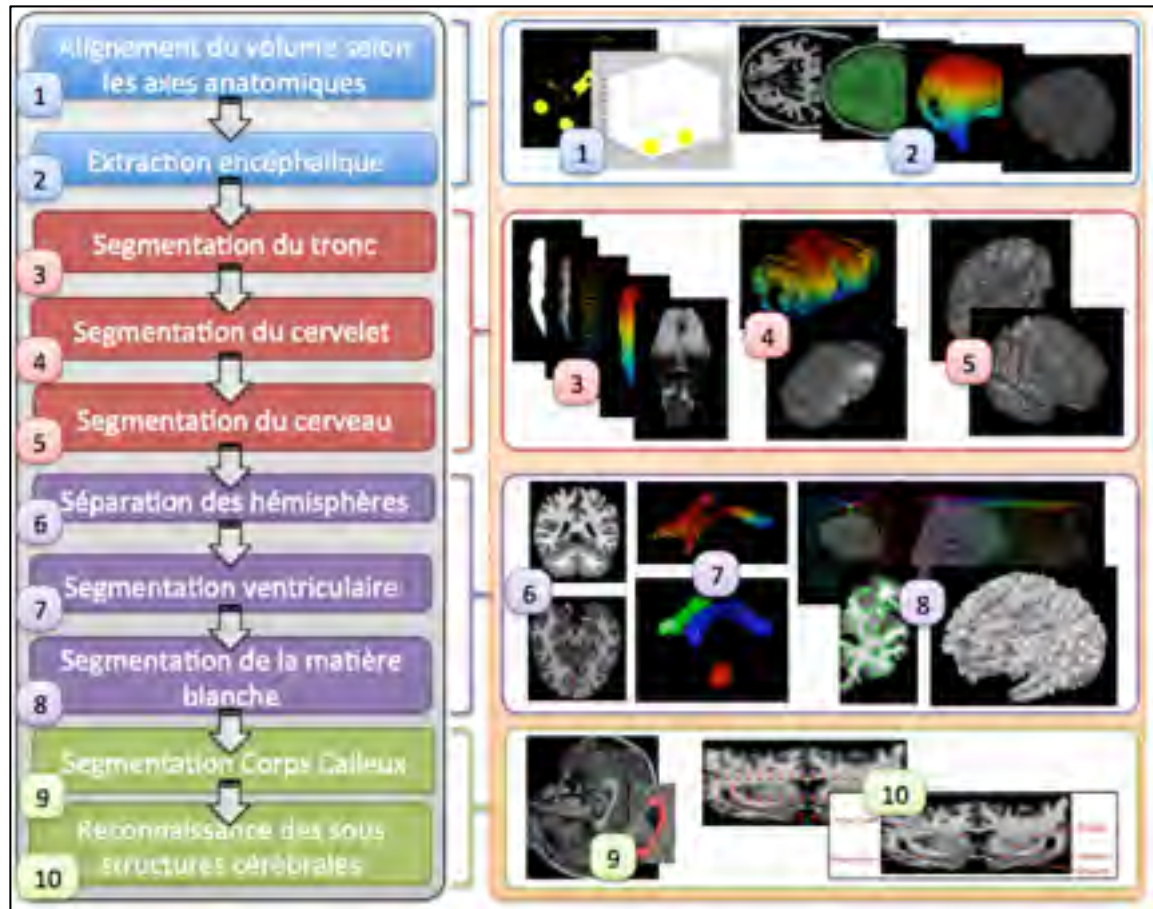 Alignement du volume selon
les axes anatomiques
1
Extraction encéphalique
2
Segmentation du tronc
3
Segmentation du cervelet
4
Segmentation du cerveau
5
Séparation des hémisphères
6
Segmentation ventriculaire
7
Segmentation de la matière
blanche
8
Segmentation Corps Calleux
9
Reconnaissance des sous
structures cérébrales
10
1
2
3
4
5
6
7
8
9
10